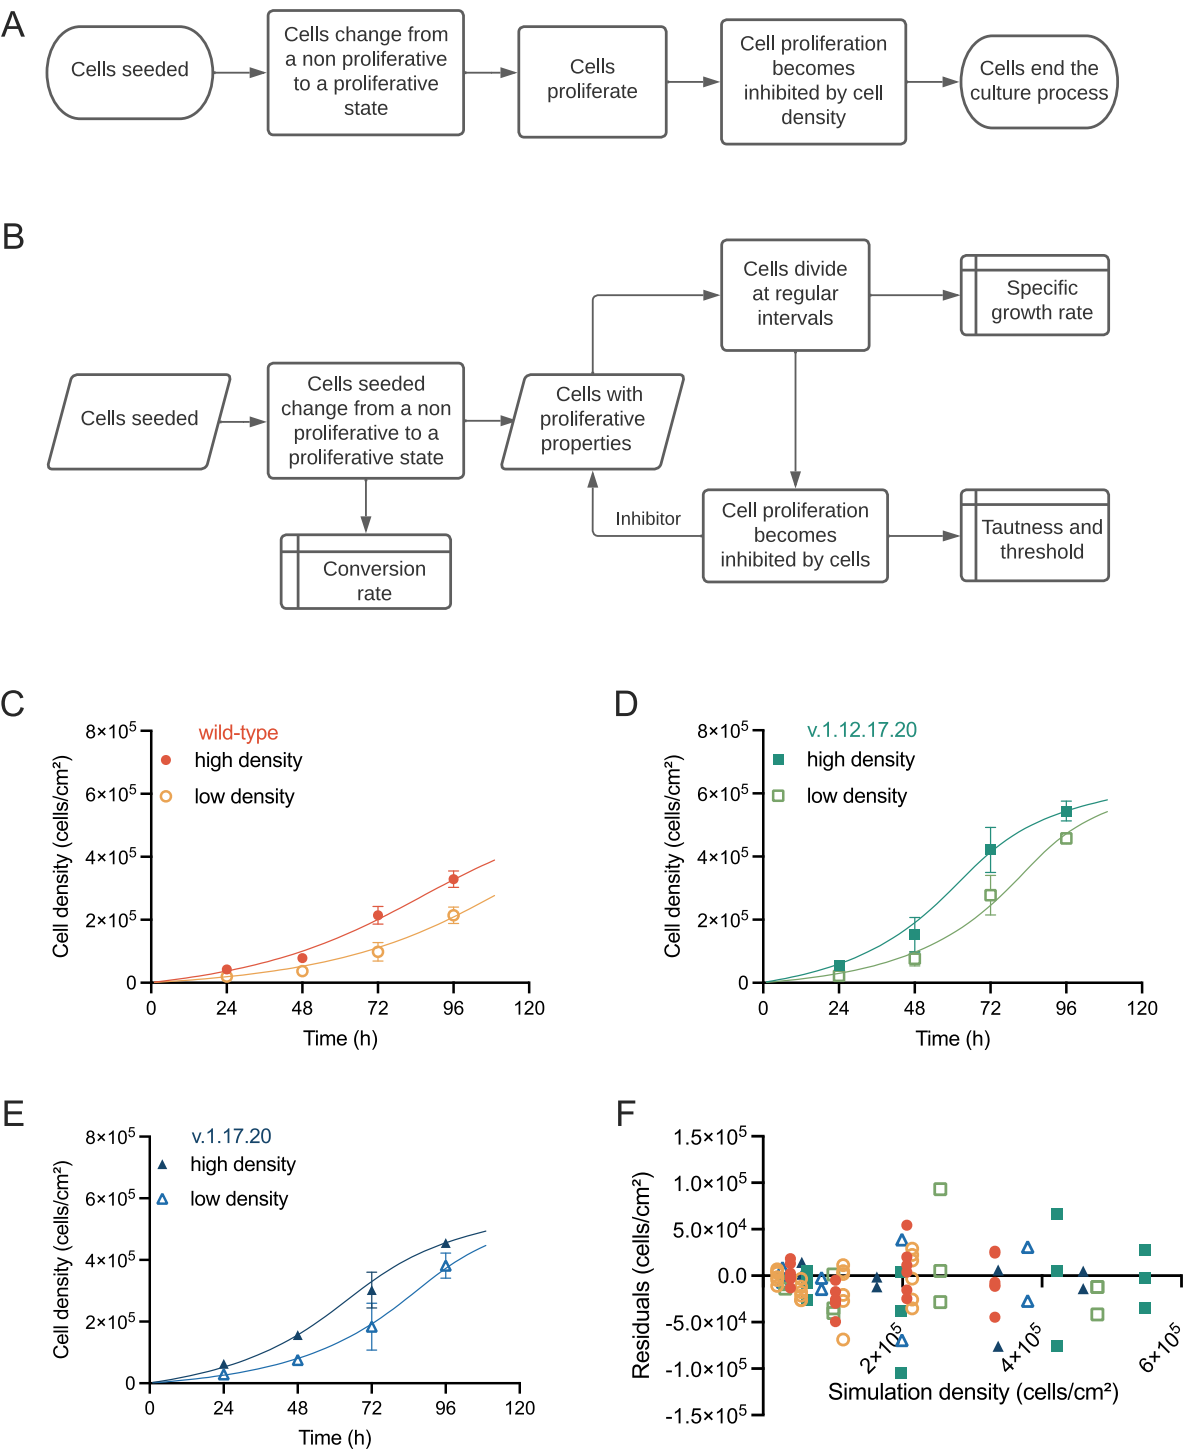 A
Cells seeded
Cells change from
a non proliferative
to a proliferative
state
Cells
proliferate
Cell proliferation
becomes
inhibited by cell
density
Cells end the
culture process
B
Cells seeded
Cells seeded
change from a non
proliferative to a
proliferative state
Conversion
rate
Cells with
proliferative
properties
Cells divide
at regular
intervals
Specific
growth rate
Inhibitor
Cell proliferation
becomes
inhibited by cells
Tautness and
threshold
C
wild-type
high density
low density
8×10⁵
6×10⁵
4×10⁵
2×10⁵
0
Cell density (cells/cm²)
0 24 48 72 96 120
Time (h)
D
v.1.12.17.20
high density
low density
8×10⁵
6×10⁵
4×10⁵
2×10⁵
0
Cell density (cells/cm²)
0 24 48 72 96 120
Time (h)
E
v.1.17.20
high density
low density
8×10⁵
6×10⁵
4×10⁵
2×10⁵
0
Cell density (cells/cm²)
0 24 48 72 96 120
Time (h)
F
1.5×10⁵
1.0×10⁵
5.0×10⁴
0.0
-5.0×10⁴
-1.0×10⁵
-1.5×10⁵
Residuals (cells/cm²)
2×10⁵ 4×10⁵ 6×10⁵
Simulation density (cells/cm²)